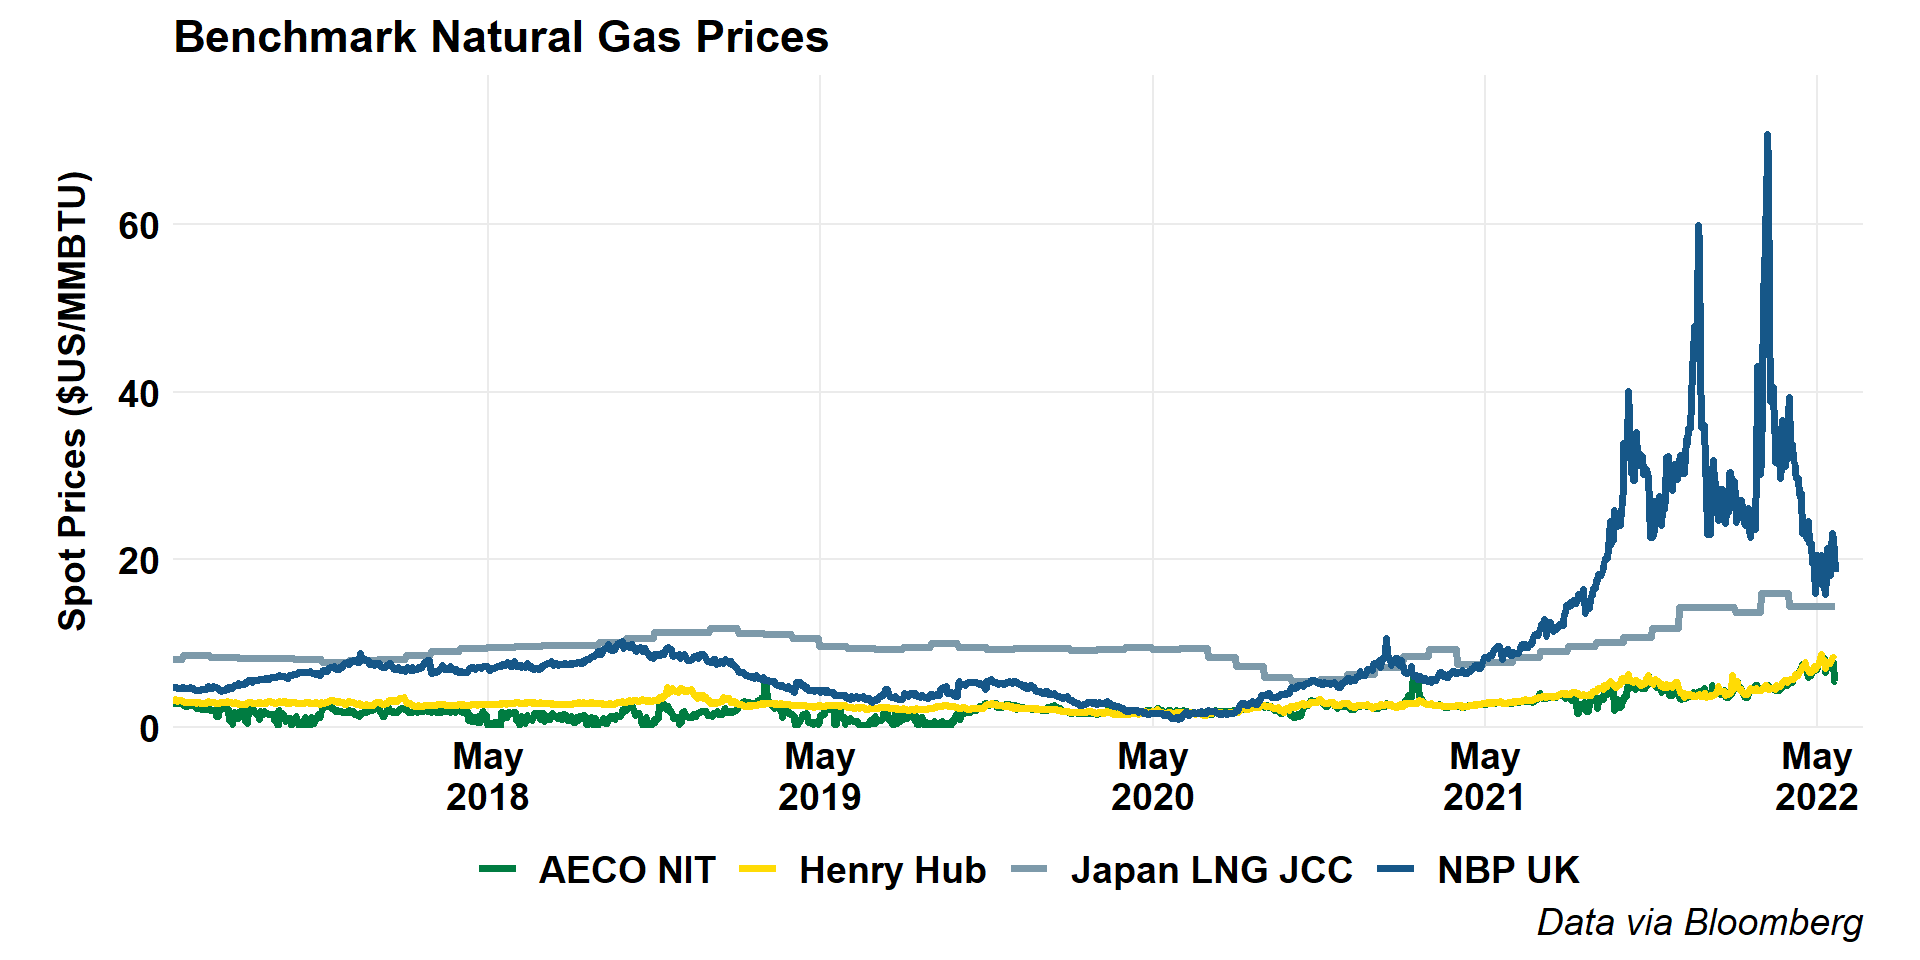 Benchmark Natural Gas Prices
Spot Prices ($US/MMBTU)
60
40
20
0
May
2018
May
2019
May
2020
May
2021
May
2022
AECO NIT
Henry Hub
Japan LNG JCC
NBP UK
Data via Bloomberg